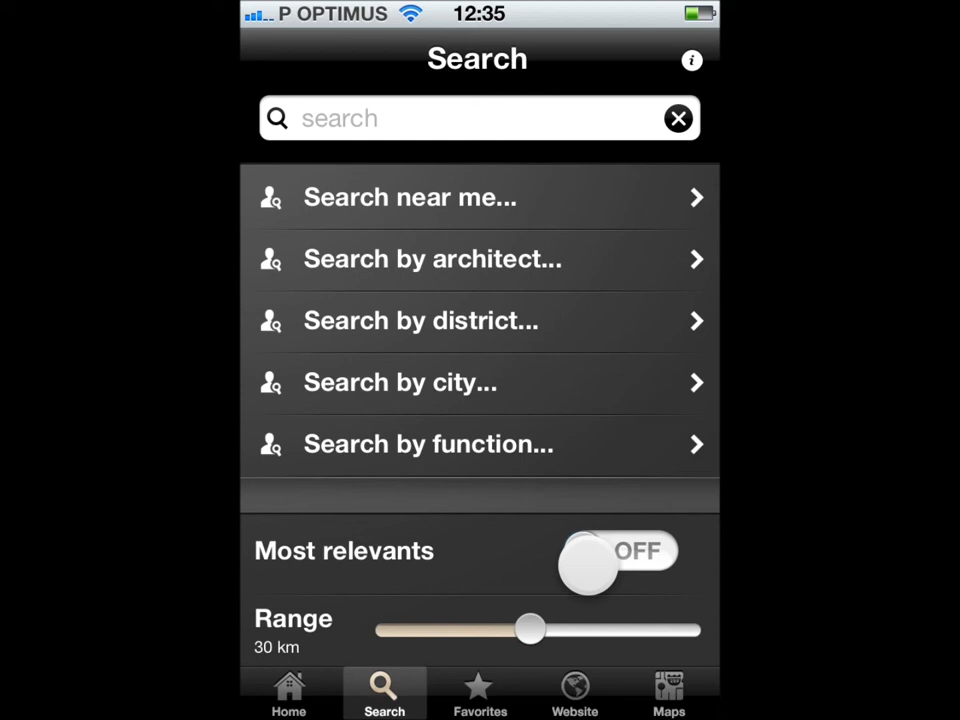 P OPTIMUS 12:35
Search
search
Search near me...
Search by architect...
Search by district...
Search by city...
Search by function...
Most relevants OFF
Range
30 km
Home Search Favorites Website Maps